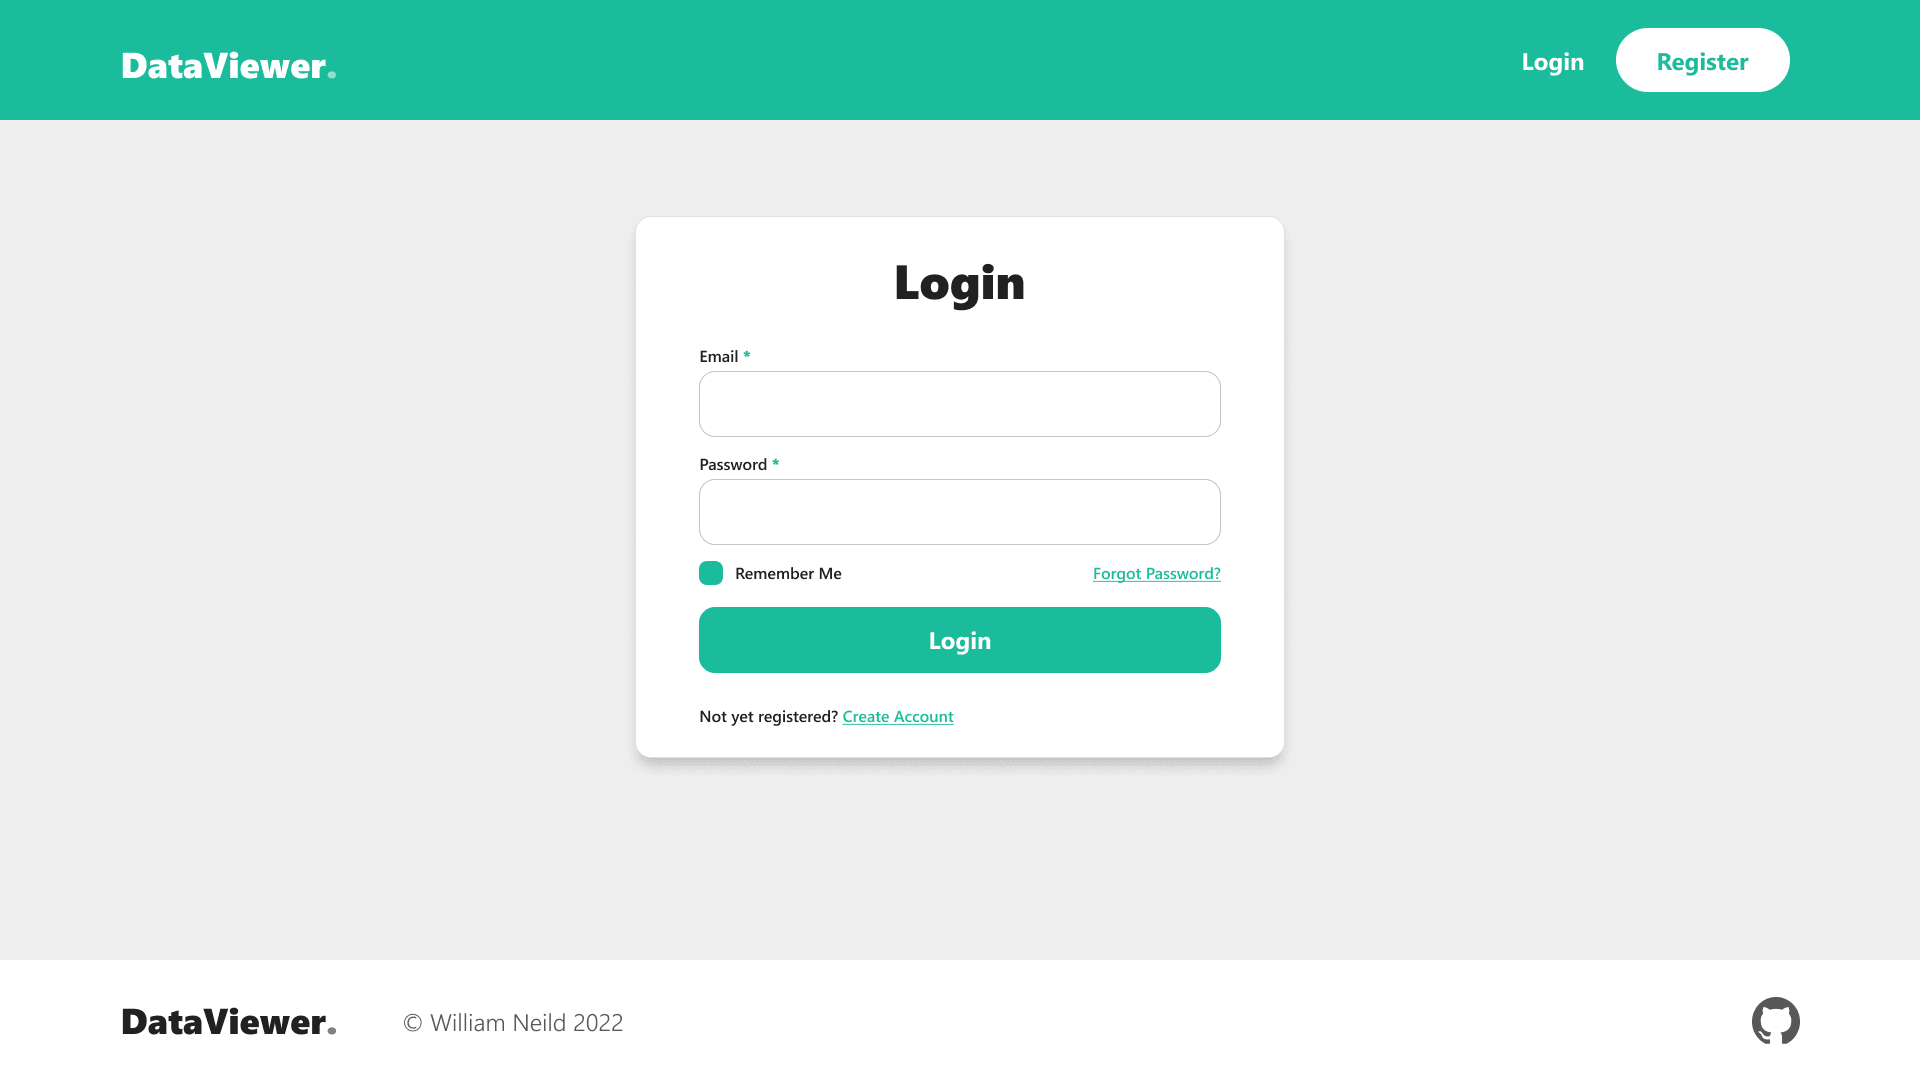 DataViewer.
Login
Register
Login
Email *
Password *
Remember Me
Forgot Password?
Login
Not yet registered? Create Account
DataViewer.
© William Neild 2022